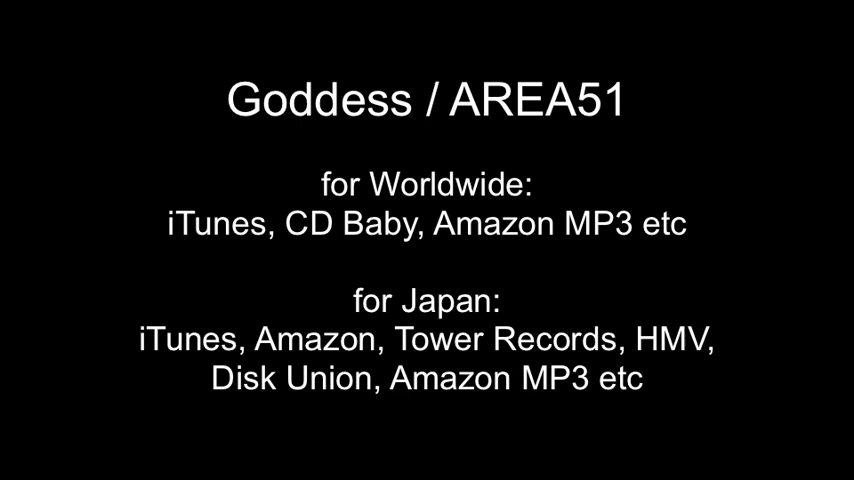 Goddess / AREA51
for Worldwide:
iTunes, CD Baby, Amazon MP3 etc
for Japan:
iTunes, Amazon, Tower Records, HMV,
Disk Union, Amazon MP3 etc